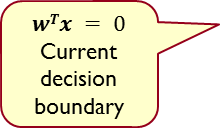 wᵀx = 0
Current
decision
boundary